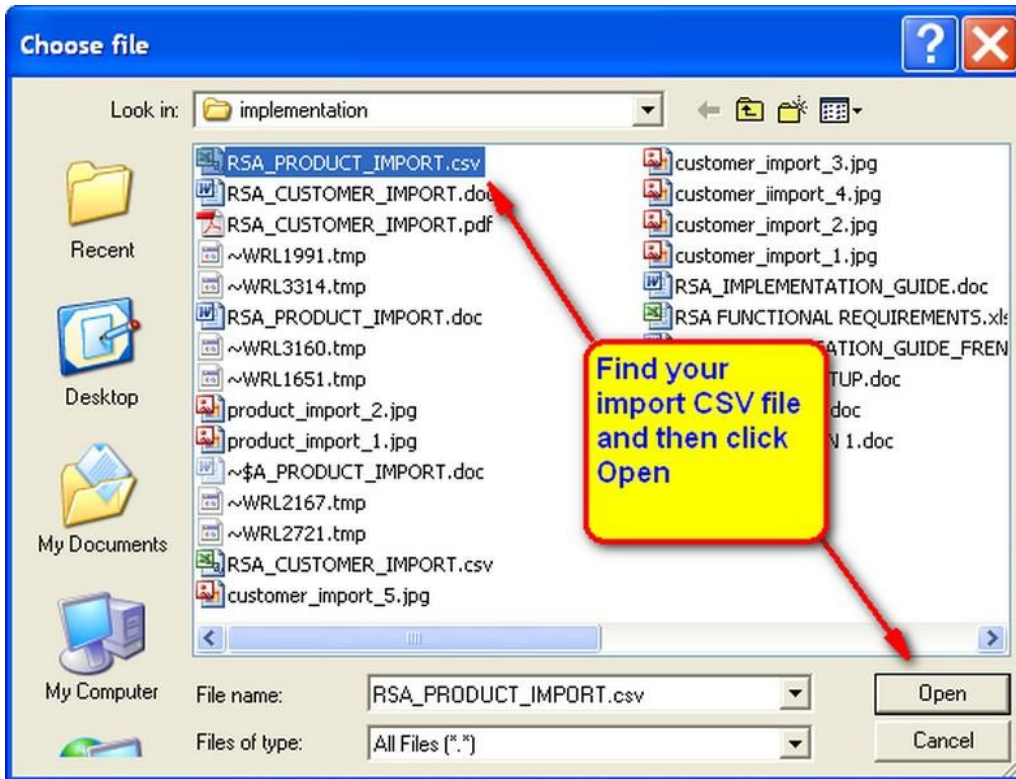 Choose file
Look in:
implementation
Recent
Desktop
My Documents
My Computer
RSA_PRODUCT_IMPORT.csv
RSA_CUSTOMER_IMPORT.doc
RSA_CUSTOMER_IMPORT.pdf
~WRL1991.tmp
~WRL3314.tmp
RSA_PRODUCT_IMPORT.doc
~WRL3160.tmp
~WRL1651.tmp
product_import_2.jpg
product_import_1.jpg
~$A_PRODUCT_IMPORT.doc
~WRL2167.tmp
~WRL2721.tmp
RSA_CUSTOMER_IMPORT.csv
customer_import_5.jpg
customer_import_3.jpg
customer_iimport_4.jpg
customer_import_2.jpg
customer_import_1.jpg
RSA_IMPLEMENTATION_GUIDE.doc
RSA FUNCTIONAL REQUIREMENTS.xls
ATION_GUIDE_FREN
TUP.doc
doc
N 1.doc
Find your
import CSV file
and then click
Open
File name:
RSA_PRODUCT_IMPORT.csv
Open
Files of type:
All Files (*.*)
Cancel